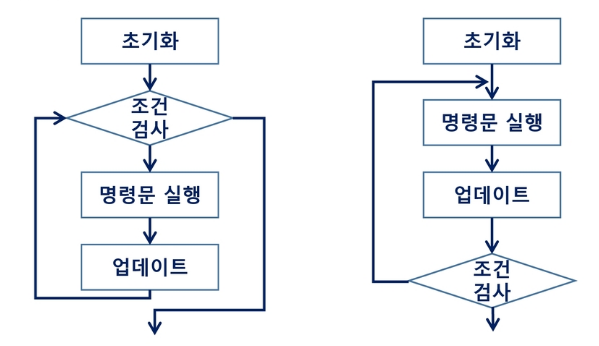 초기화
조건
검사
명령문 실행
업데이트
초기화
명령문 실행
업데이트
조건
검사